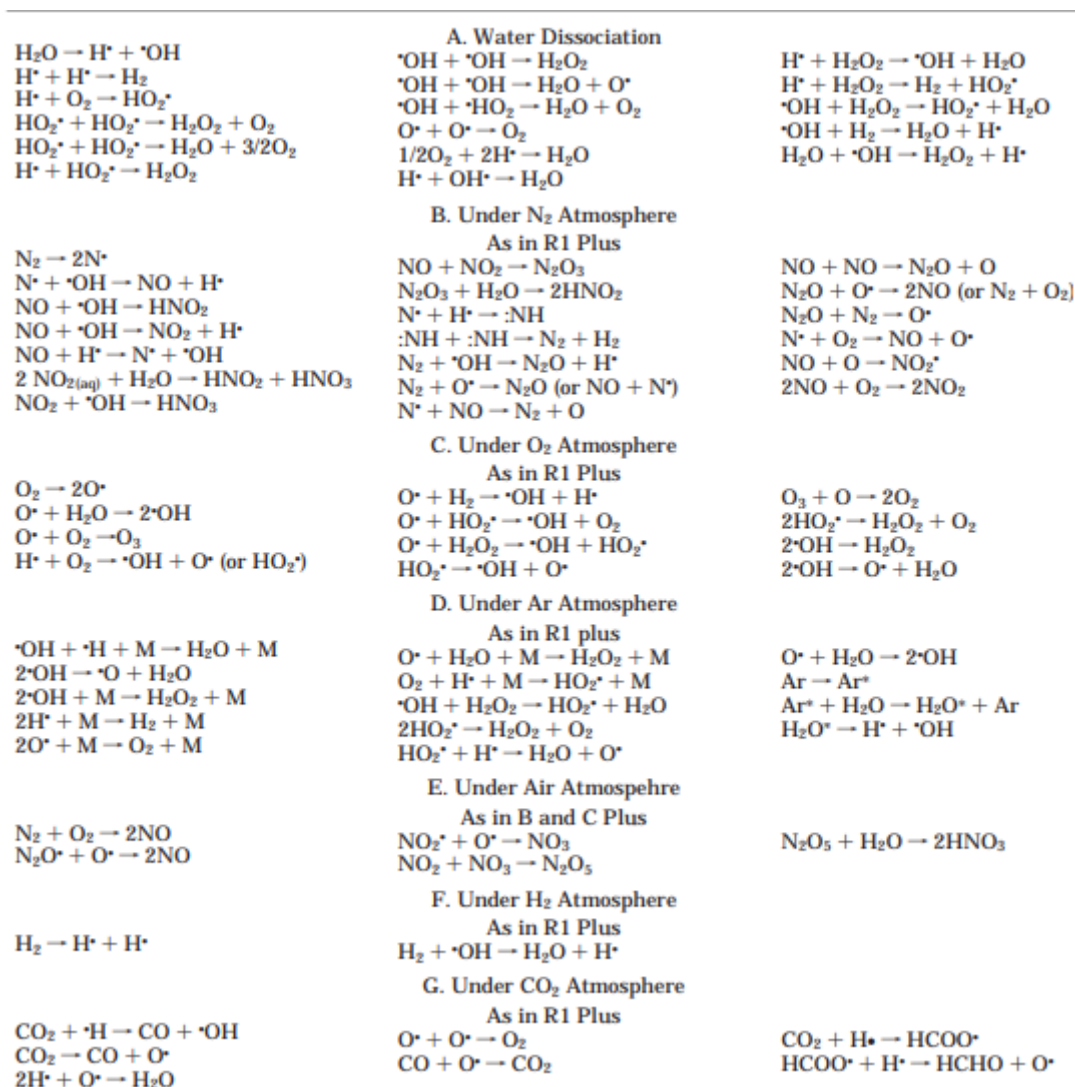 A. Water Dissociation
H₂O → H• + •OH
H• + H• → H₂
H• + O₂ → HO₂•
HO₂• + HO₂• → H₂O₂ + O₂
HO₂• + HO₂• → H₂O + 3/2O₂
H• + HO₂• → H₂O₂
•OH + •OH → H₂O₂
•OH + •OH → H₂O + O•
•OH + •HO₂ → H₂O + O₂
O• + O• → O₂
1/2O₂ + 2H• → H₂O
H• + OH• → H₂O
H• + H₂O₂ → •OH + H₂O
H• + H₂O₂ → H₂ + HO₂•
•OH + H₂O₂ → HO₂• + H₂O
•OH + H₂ → H₂O + H•
H₂O + •OH → H₂O₂ + H•
B. Under N₂ Atmosphere
As in R1 Plus
N₂ → 2N•
N• + •OH → NO + H•
NO + •OH → HNO₂
NO + •OH → NO₂ + H•
NO + H• → N• + •OH
2 NO₂(aq) + H₂O → HNO₂ + HNO₃
NO₂ + •OH → HNO₃
NO + NO₂ → N₂O₃
N₂O₃ + H₂O → 2HNO₂
N• + H• → :NH
:NH + :NH → N₂ + H₂
N₂ + •OH → N₂O + H•
N₂ + O• → N₂O (or NO + N•)
N• + NO → N₂ + O
NO + NO → N₂O + O
N₂O + O• → 2NO (or N₂ + O₂)
N₂O + N₂ → O•
N• + O₂ → NO + O•
NO + O → NO₂•
2NO + O₂ → 2NO₂
C. Under O₂ Atmosphere
As in R1 Plus
O₂ → 2O•
O• + H₂O → 2•OH
O• + O₂ →O₃
H• + O₂ → •OH + O• (or HO₂•)
O• + H₂ → •OH + H•
O• + HO₂• → •OH + O₂
O• + H₂O₂ → •OH + HO₂•
HO₂• → •OH + O•
O₃ + O → 2O₂
2HO₂• → H₂O₂ + O₂
2•OH → H₂O₂
2•OH → O• + H₂O
D. Under Ar Atmosphere
As in R1 plus
•OH + •H + M → H₂O + M
2•OH → •O + H₂O
2•OH + M → H₂O₂ + M
2H• + M → H₂ + M
2O• + M → O₂ + M
O• + H₂O + M → H₂O₂ + M
O₂ + H• + M → HO₂• + M
•OH + H₂O₂ → HO₂• + H₂O
2HO₂• → H₂O₂ + O₂
HO₂• + H• → H₂O + O•
O• + H₂O → 2•OH
Ar → Ar*
Ar* + H₂O → H₂O* + Ar
H₂O* → H• + •OH
E. Under Air Atmospehre
As in B and C Plus
N₂ + O₂ → 2NO
N₂O• + O• → 2NO
NO₂• + O• → NO₃
NO₂ + NO₃ → N₂O₅
N₂O₅ + H₂O → 2HNO₃
F. Under H₂ Atmosphere
As in R1 Plus
H₂ → H• + H•
H₂ + •OH → H₂O + H•
G. Under CO₂ Atmosphere
As in R1 Plus
CO₂ + •H → CO + •OH
CO₂ → CO + O•
2H• + O• → H₂O
O• + O• → O₂
CO + O• → CO₂
CO₂ + H• → HCOO•
HCOO• + H• → HCHO + O•